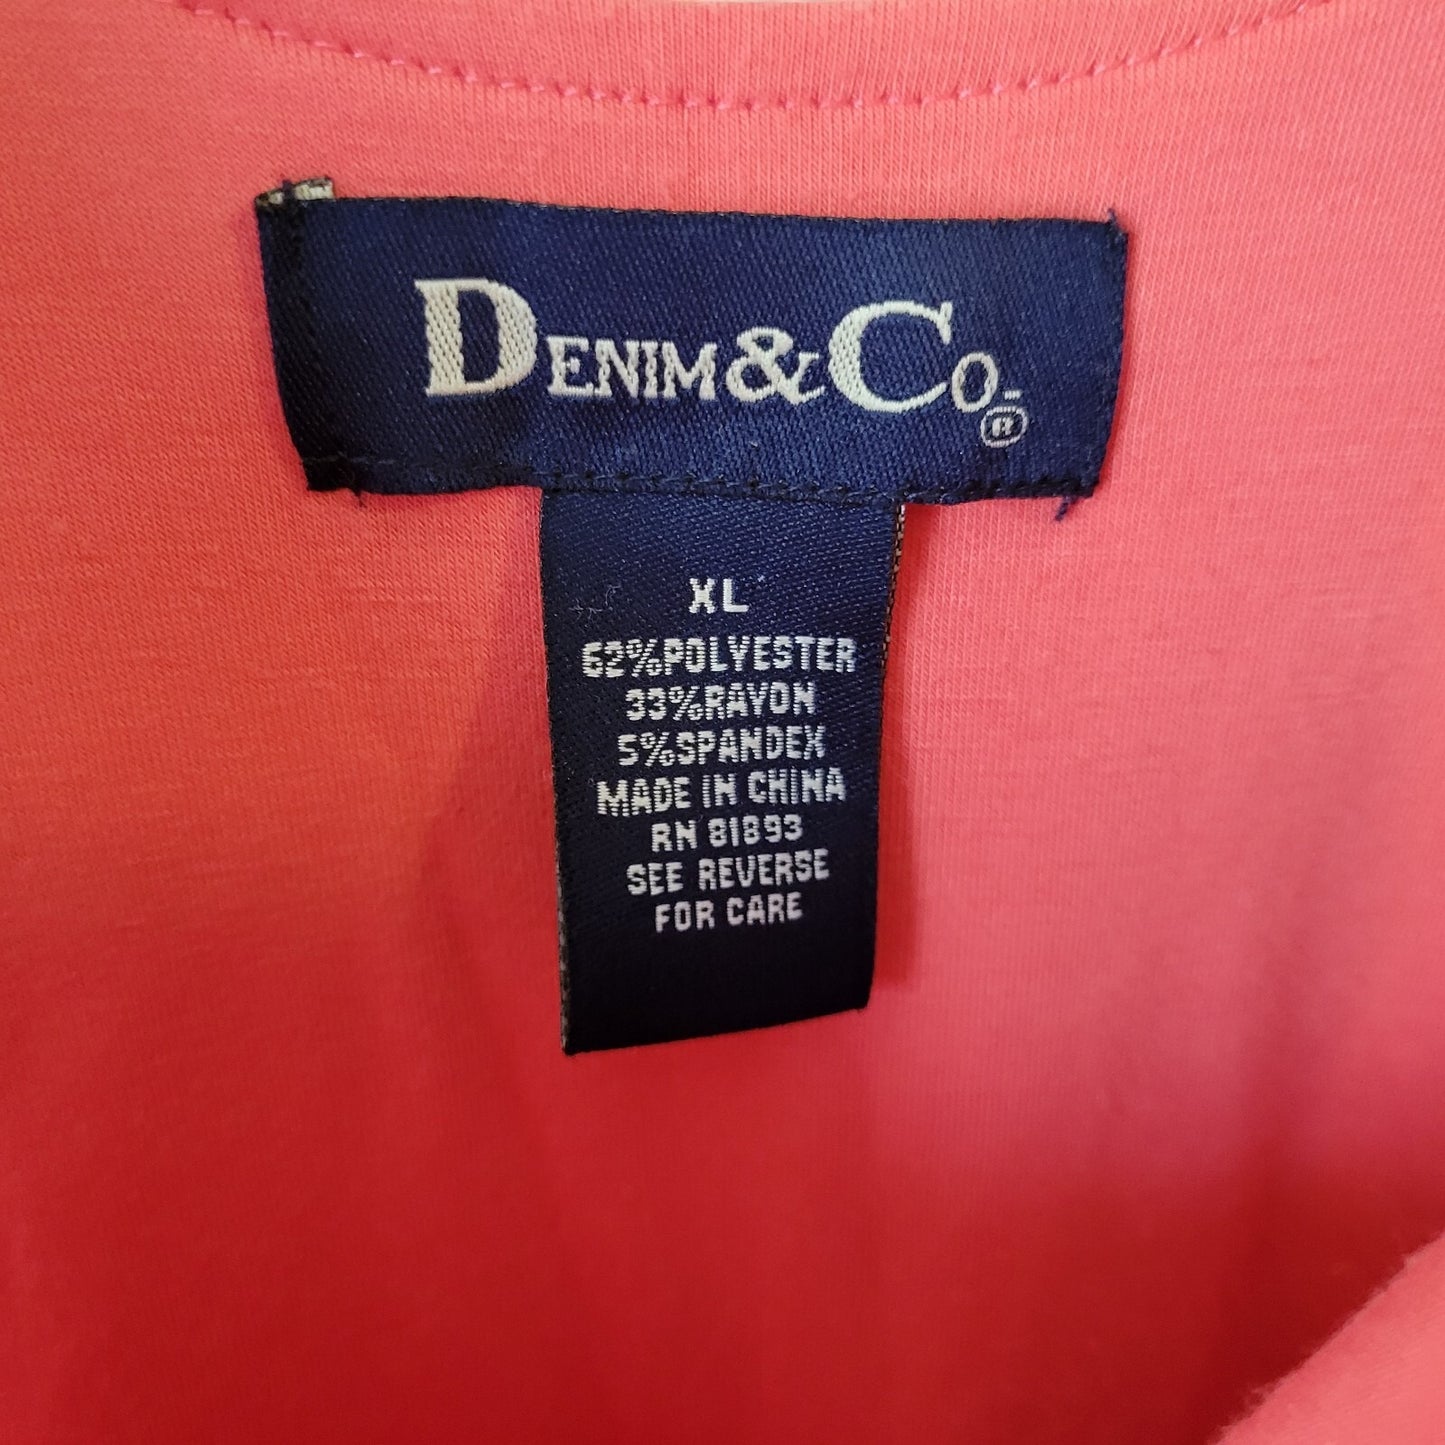 DENIM & CO. ®
XL
62%POLYESTER
33%RAYON
5%SPANDEX
MADE IN CHINA
RN 81893
SEE REVERSE
FOR CARE